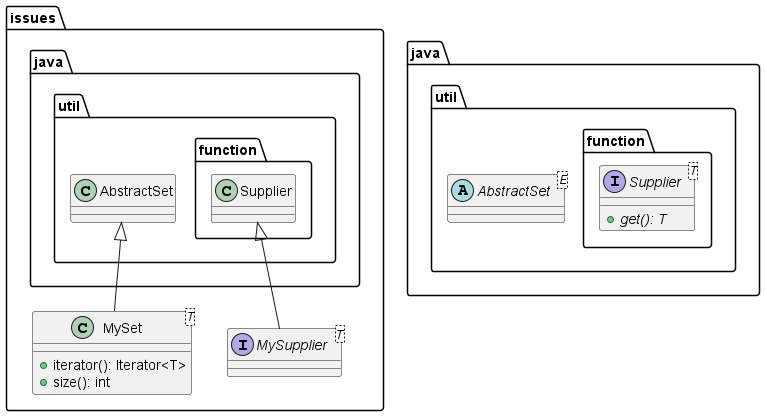 issues
java
util
function
C AbstractSet
C Supplier
C MySet T
iterator(): Iterator<T>
size(): int
I MySupplier T
java
util
function
A AbstractSet E
I Supplier T
get(): T